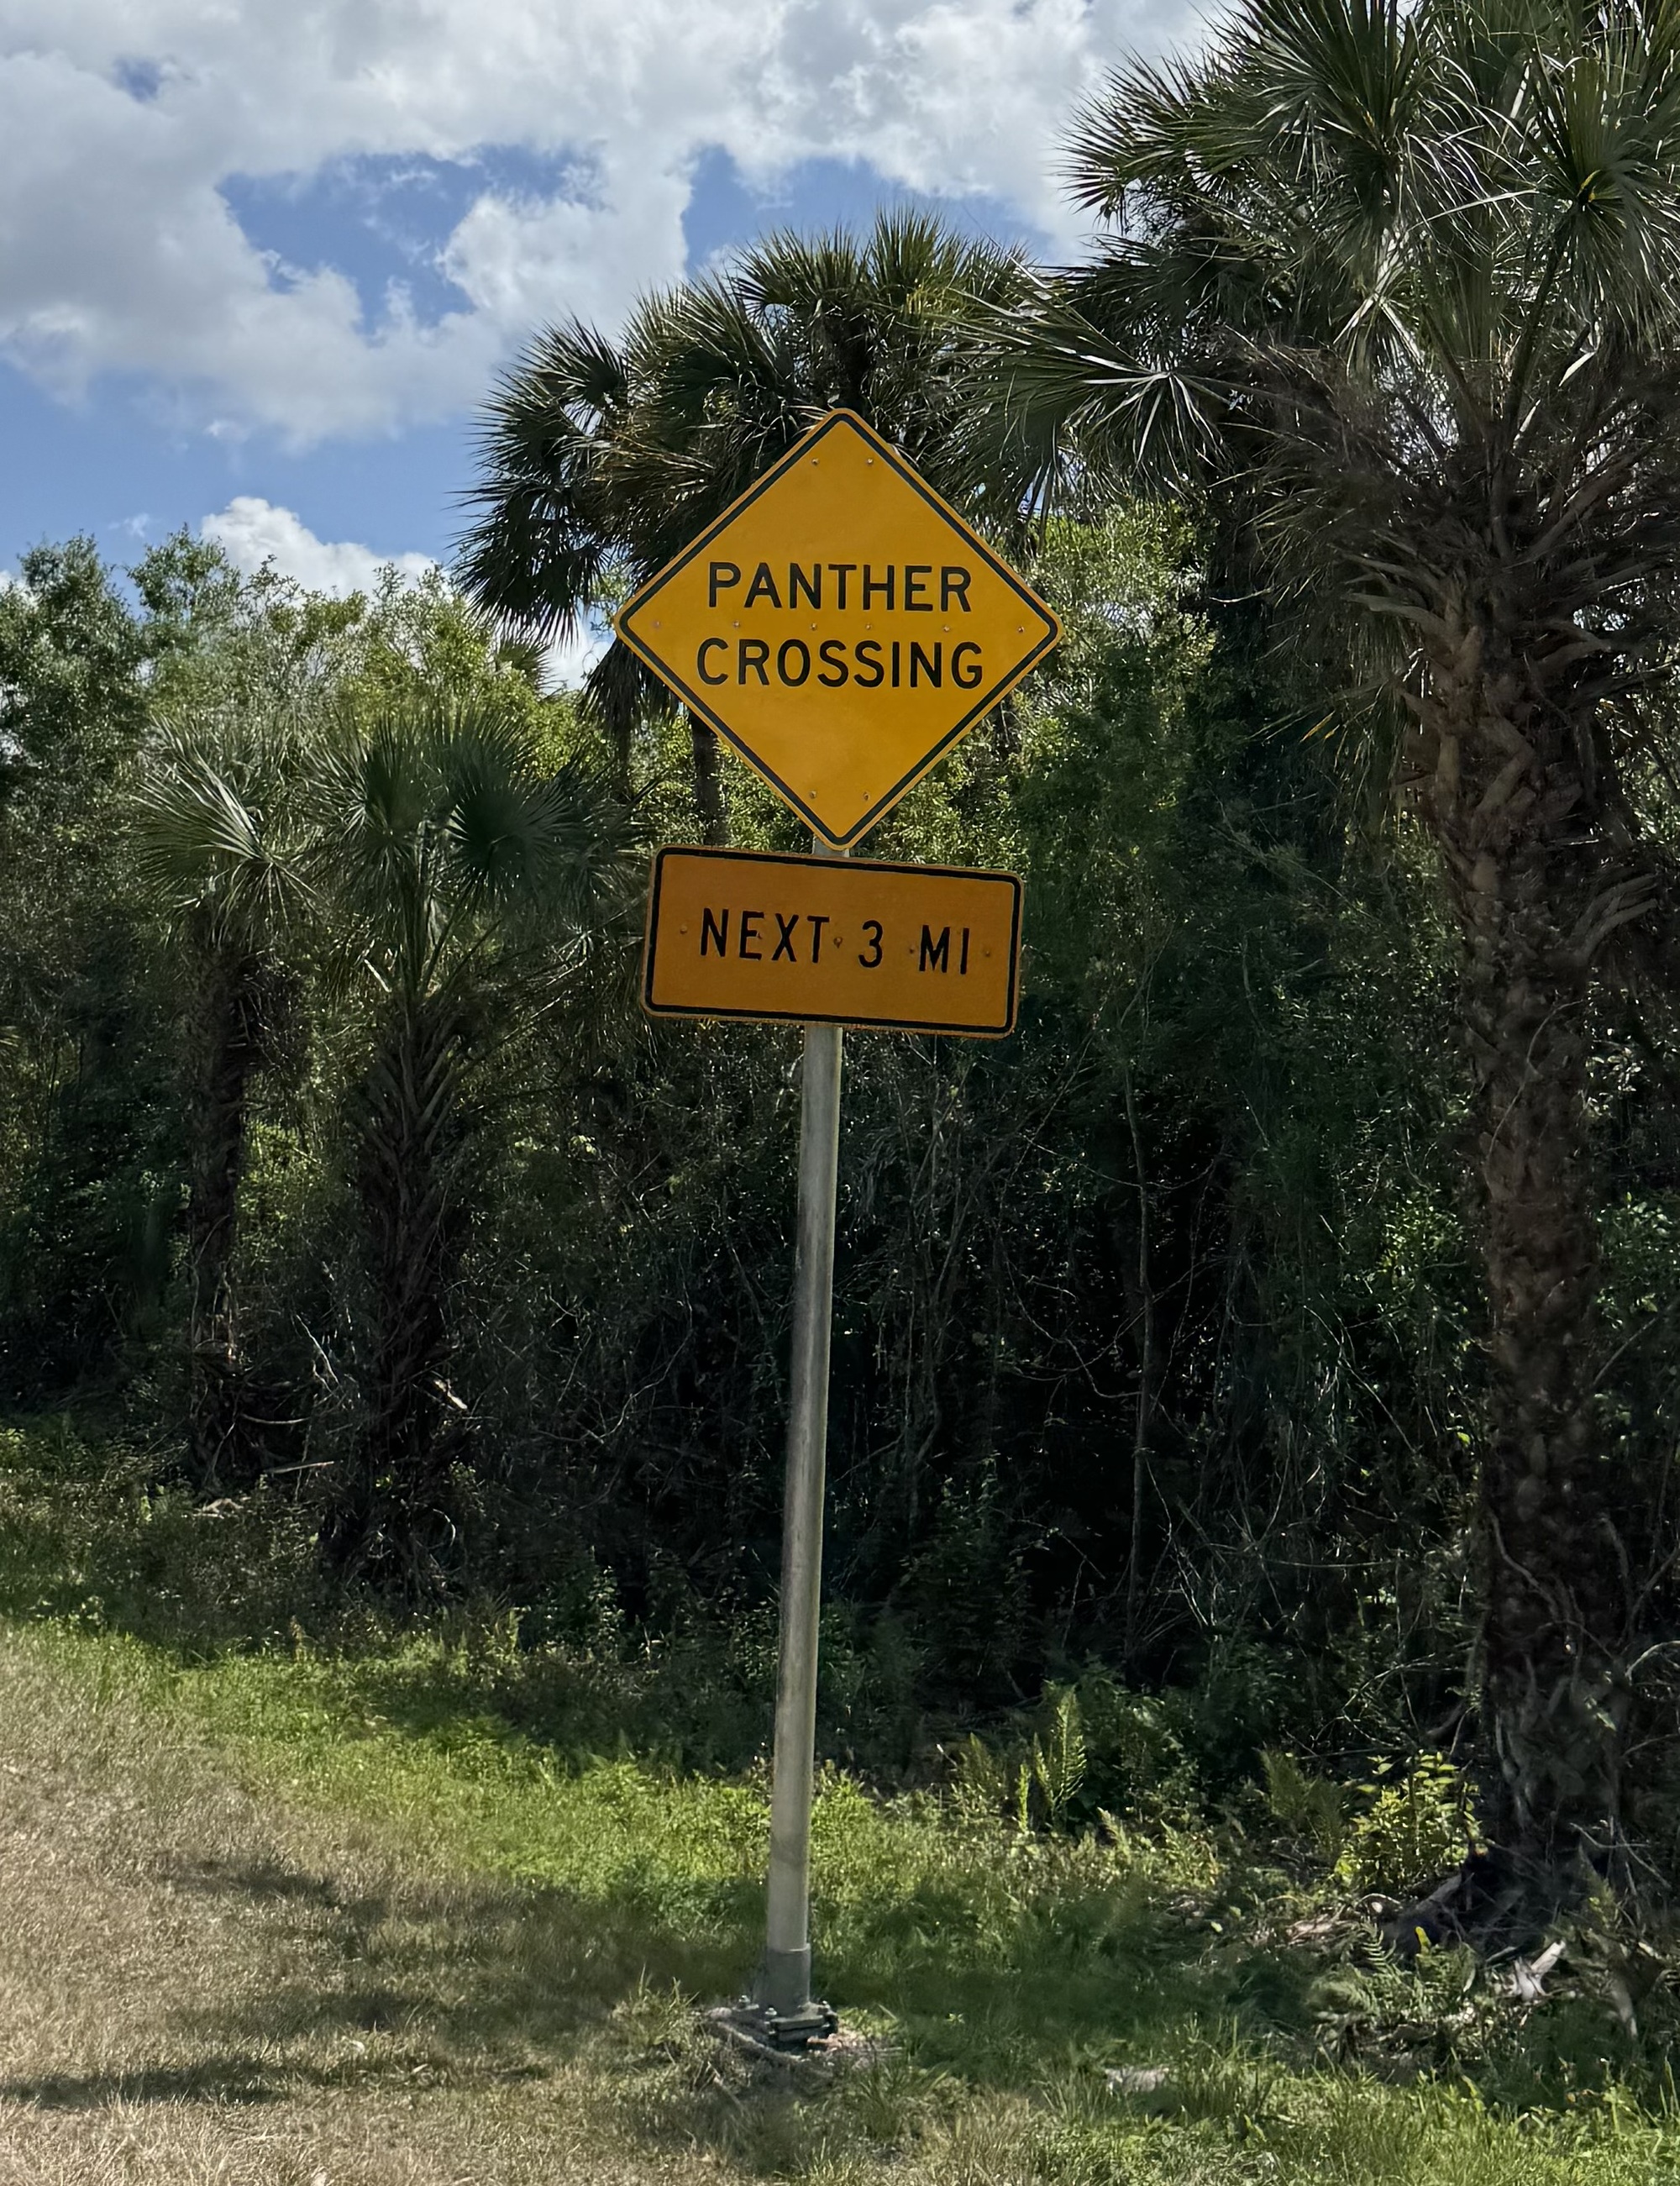 PANTHER
CROSSING
NEXT 3 MI